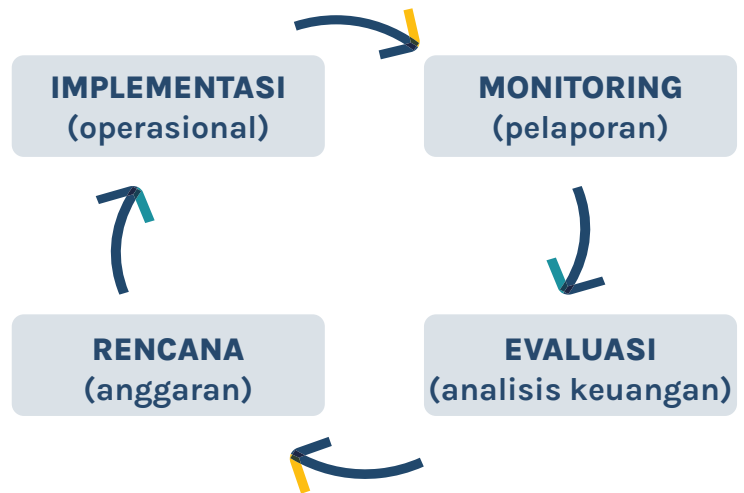 IMPLEMENTASI
(operasional)
MONITORING
(pelaporan)
RENCANA
(anggaran)
EVALUASI
(analisis keuangan)